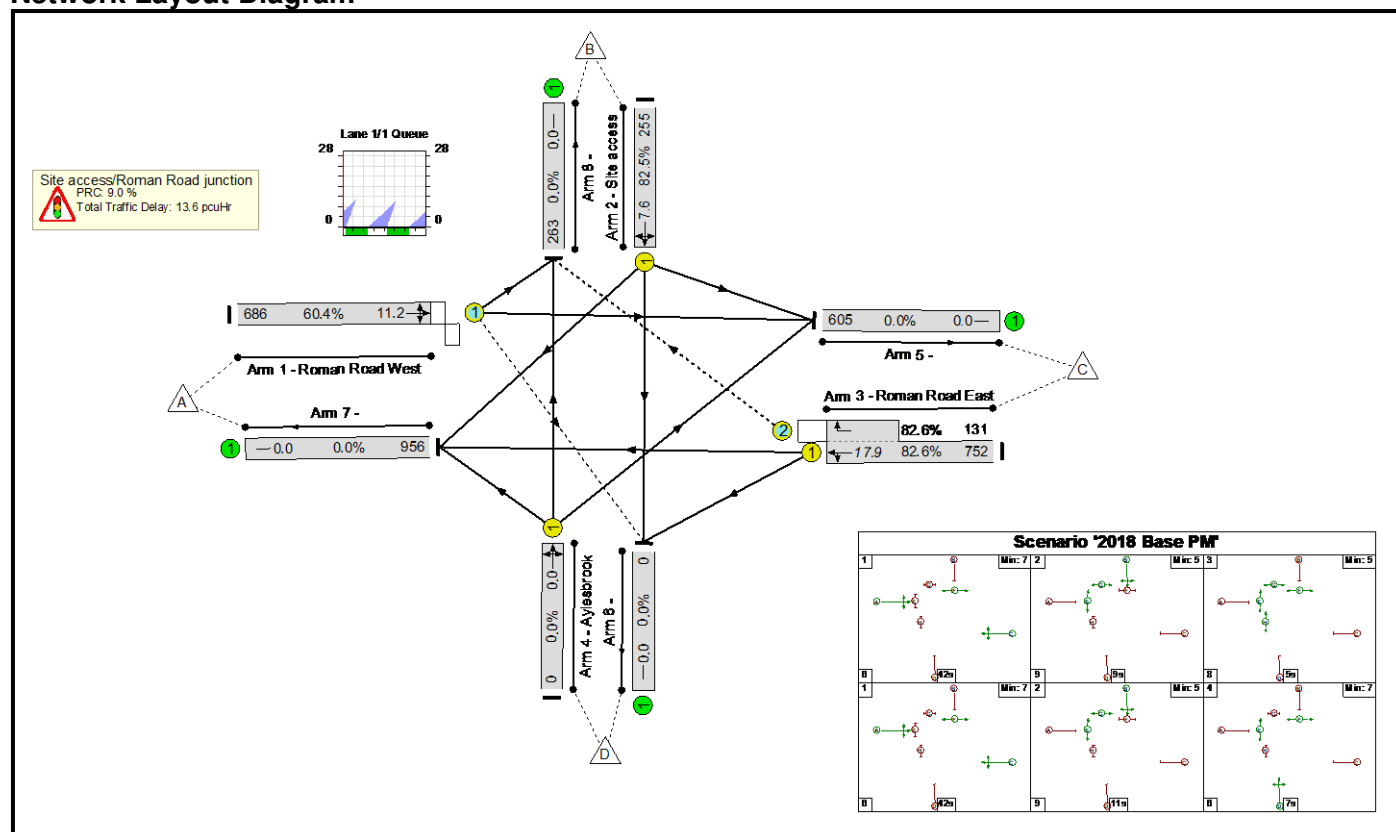 Network Layout Diagram
B
1
Lane 1/1 Queue
28 28
0 0
Site access/Roman Road junction
PRC: 9.0 %
Total Traffic Delay: 13.6 pcuHr
263 0.0% 0.0
Arm 8 -
Arm 2 - Site access
7.6 82.5% 255
1
686 60.4% 11.2
1
Arm 1 - Roman Road West
605 0.0% 0.0
1
Arm 5 -
A
C
Arm 7 -
1
0.0 0.0% 956
Arm 3 - Roman Road East
2
82.6% 131
1
17.9 82.6% 752
1
0 0.0% 0.0
Arm 4 - Aylesbrook
Arm 6 -
0.0 0.0% 0
1
D
Scenario '2018 Base PM'
1 Min: 7 2 Min: 5 3 Min: 5
8 42s 9 9s 8 5s
1 Min: 7 2 Min: 5 4 Min: 7
8 42s 9 11s 8 7s